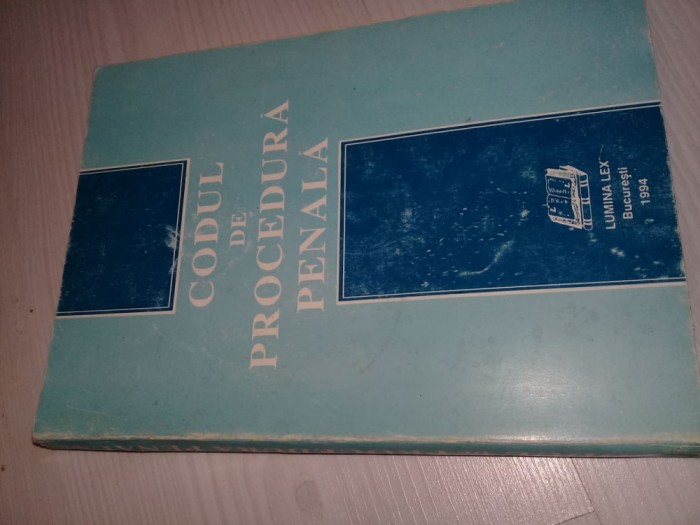 CODUL
DE
PROCEDURĂ
PENALĂ
LUMINA LEX
București
1994